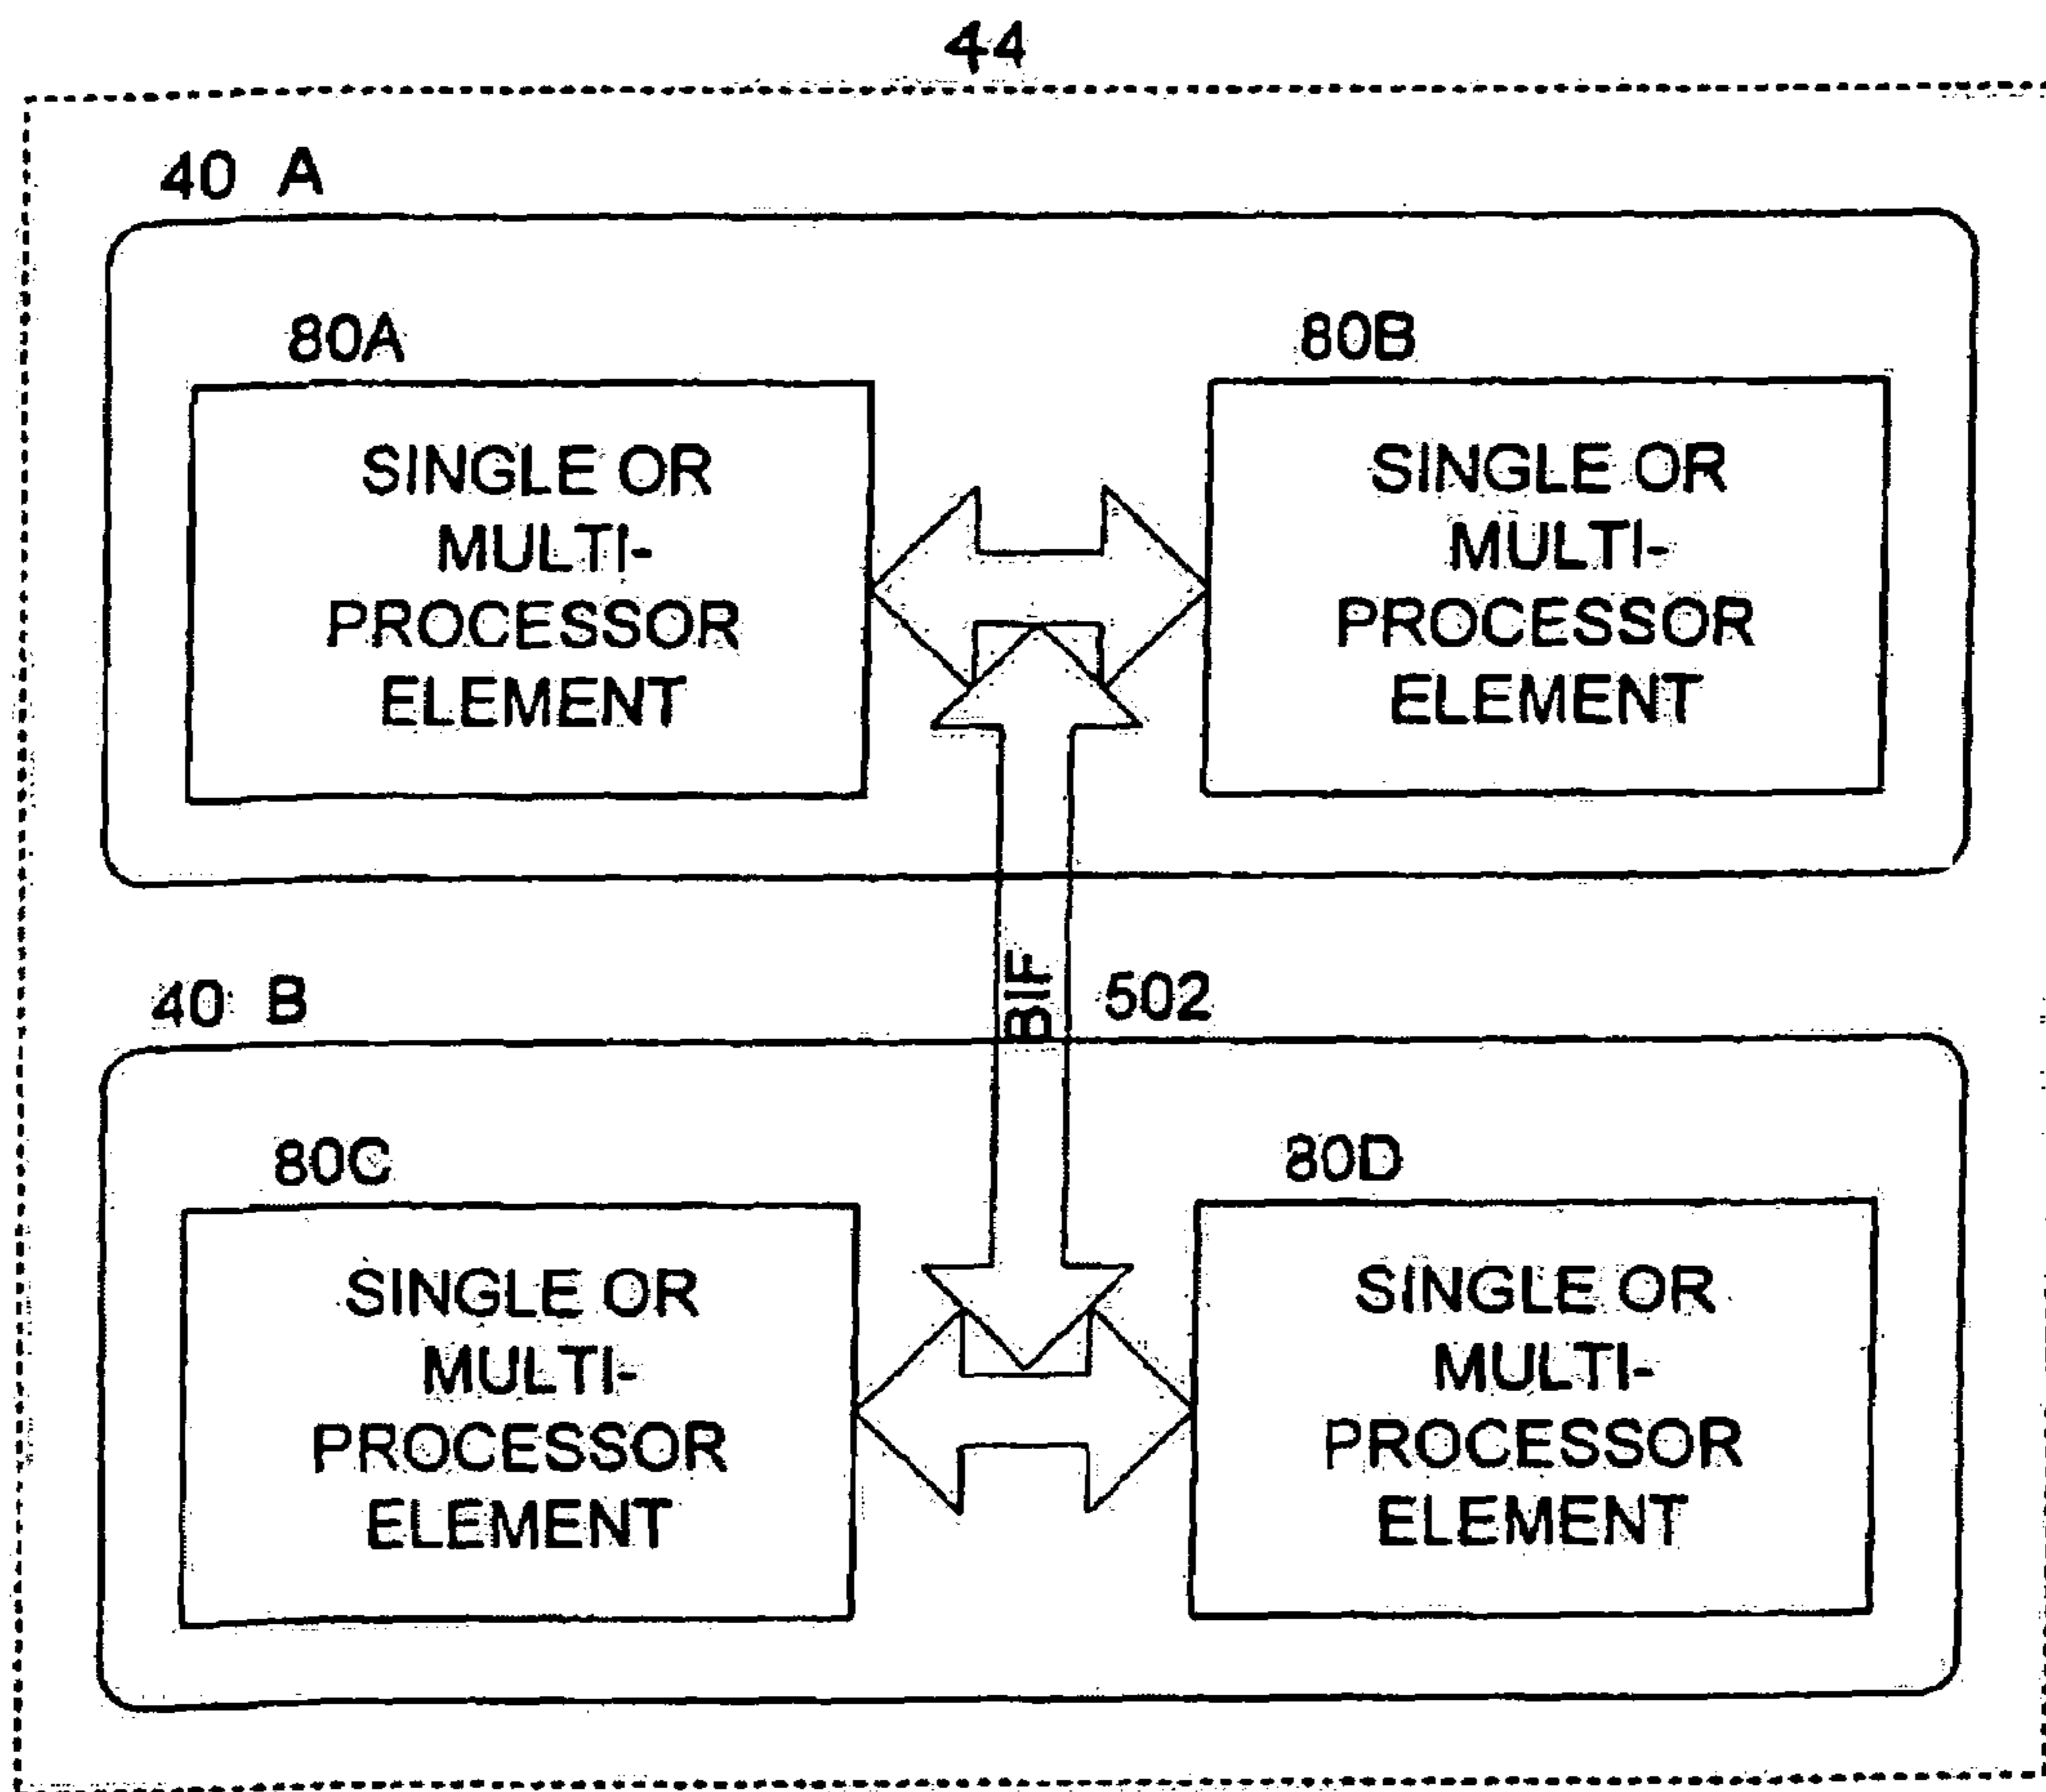 44
40 A
80A
80B
SINGLE OR
MULTI-
PROCESSOR
ELEMENT
SINGLE OR
MULTI-
PROCESSOR
ELEMENT
BIF
502
40 B
80C
80D
SINGLE OR
MULTI-
PROCESSOR
ELEMENT
SINGLE OR
MULTI-
PROCESSOR
ELEMENT